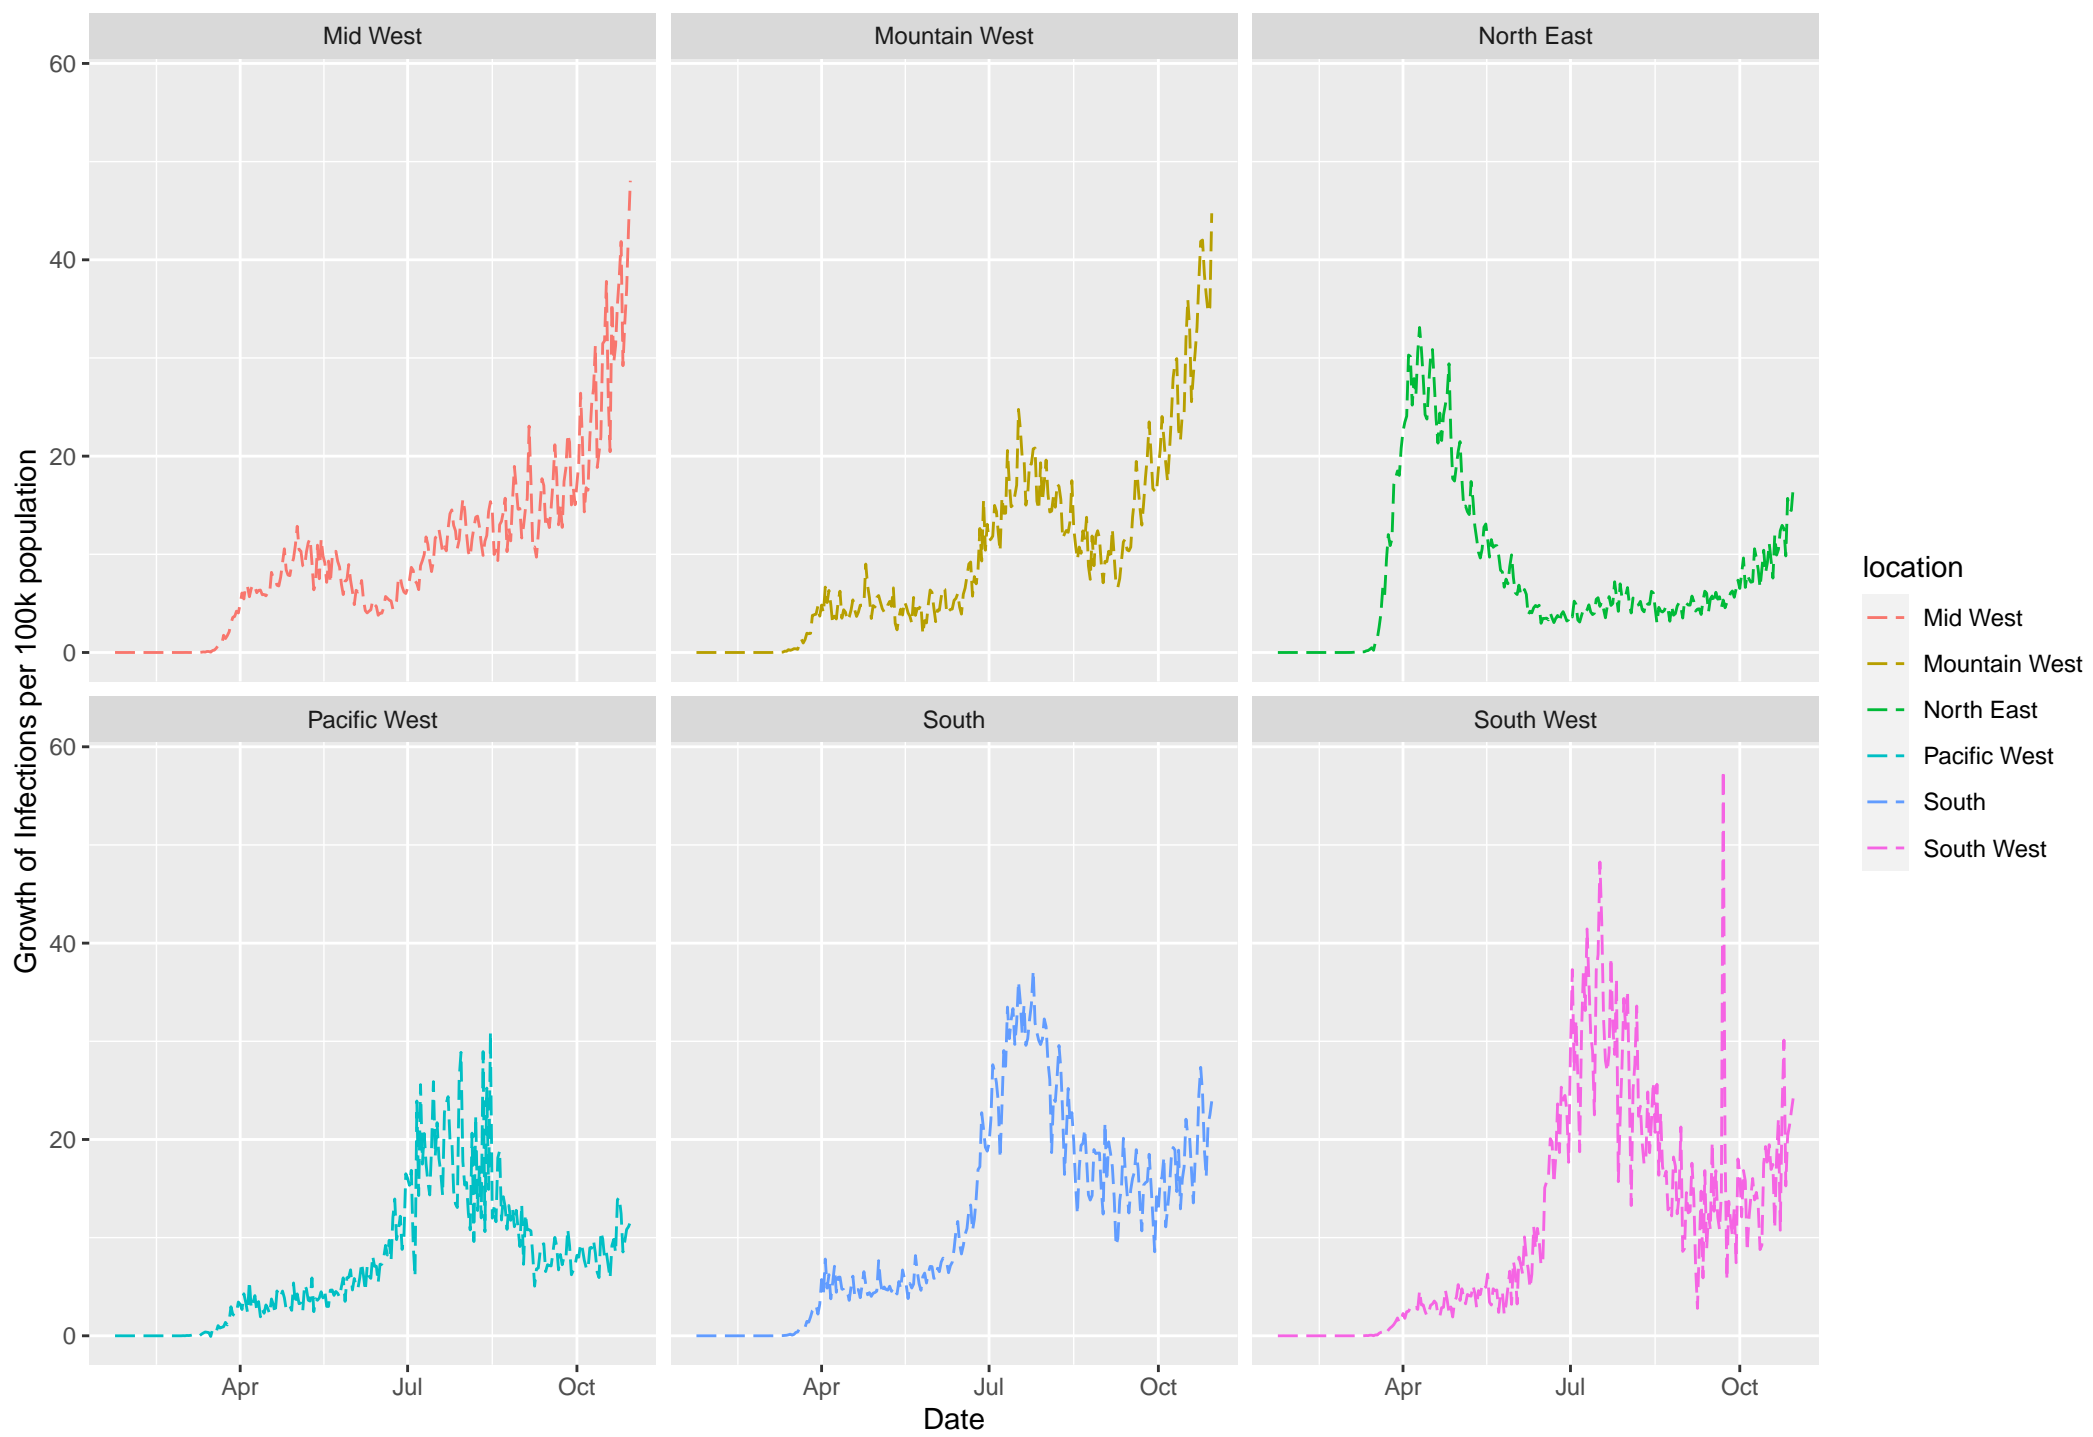 Mid West
Mountain West
North East
60
40
20
0
Pacific West
South
South West
60
40
20
0
Apr
Jul
Oct
Apr
Jul
Oct
Apr
Jul
Oct
Date
Growth of Infections per 100k population
location
Mid West
Mountain West
North East
Pacific West
South
South West